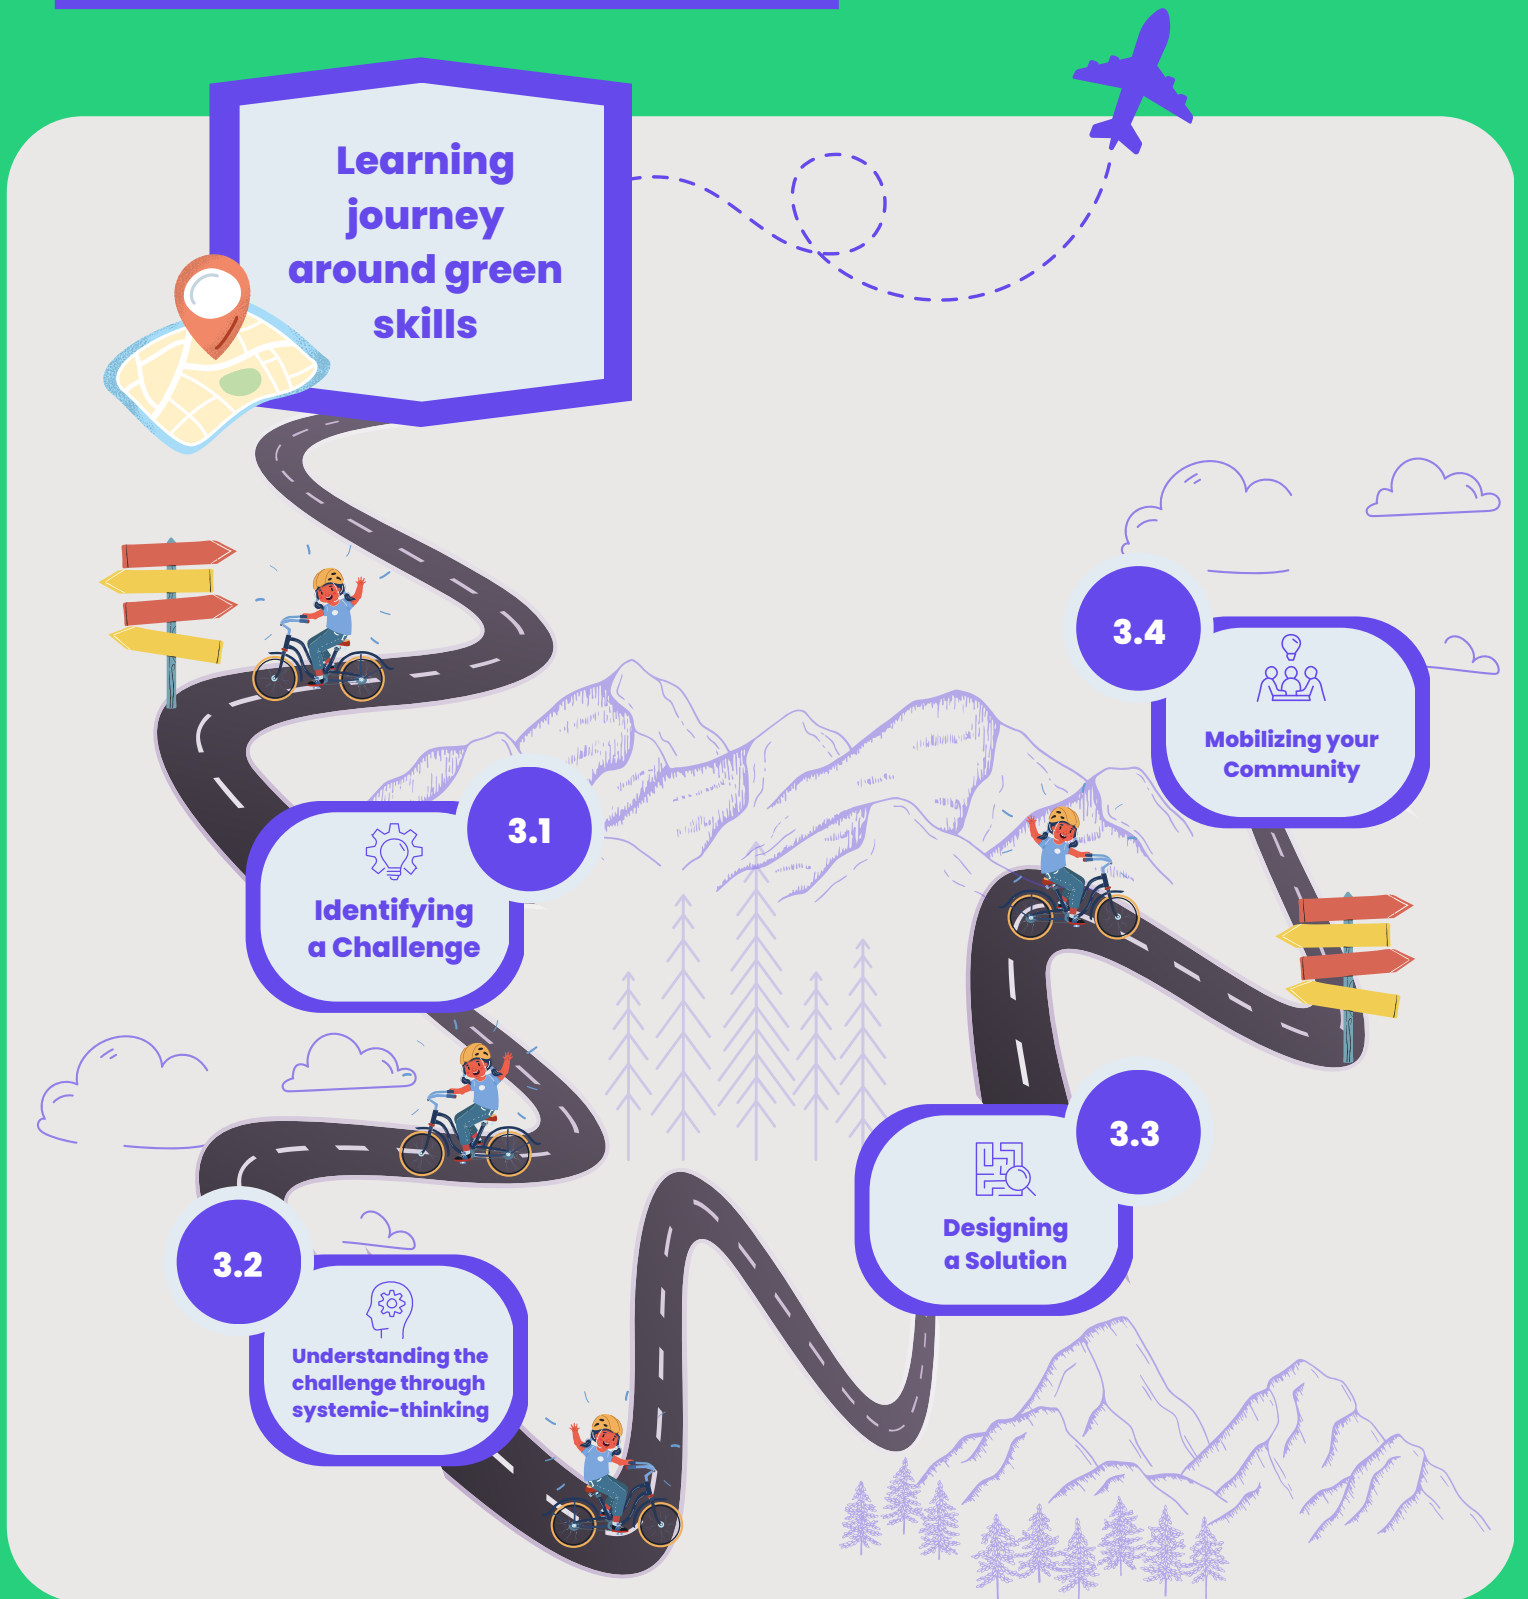 Learning
journey
around green
skills
3.1
Identifying
a Challenge
3.2
Understanding the
challenge through
systemic-thinking
3.3
Designing
a Solution
3.4
Mobilizing your
Community